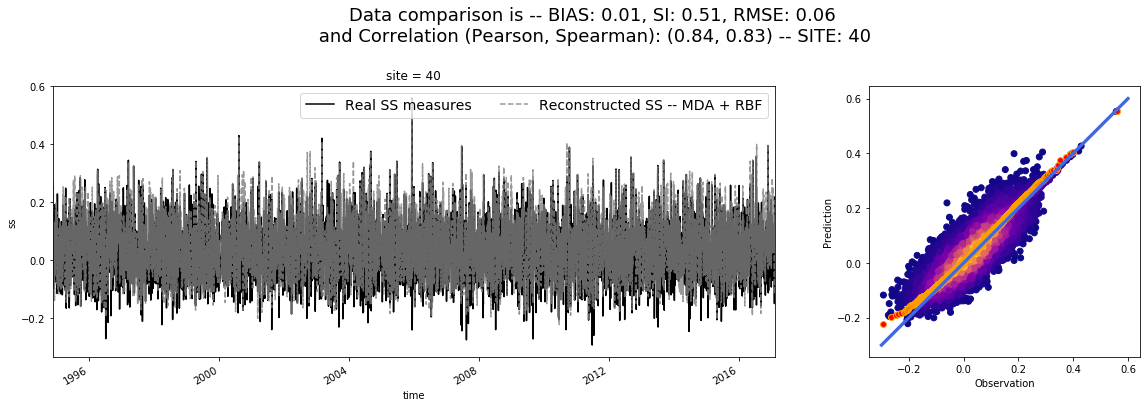 Data comparison is -- BIAS: 0.01, SI: 0.51, RMSE: 0.06
and Correlation (Pearson, Spearman): (0.84, 0.83) -- SITE: 40
site = 40
Real SS measures
Reconstructed SS -- MDA + RBF
0.6
0.4
0.2
0.0
−0.2
ss
1996
2000
2004
2008
2012
2016
time
0.6
0.4
0.2
0.0
−0.2
Prediction
−0.2
0.0
0.2
0.4
0.6
Observation